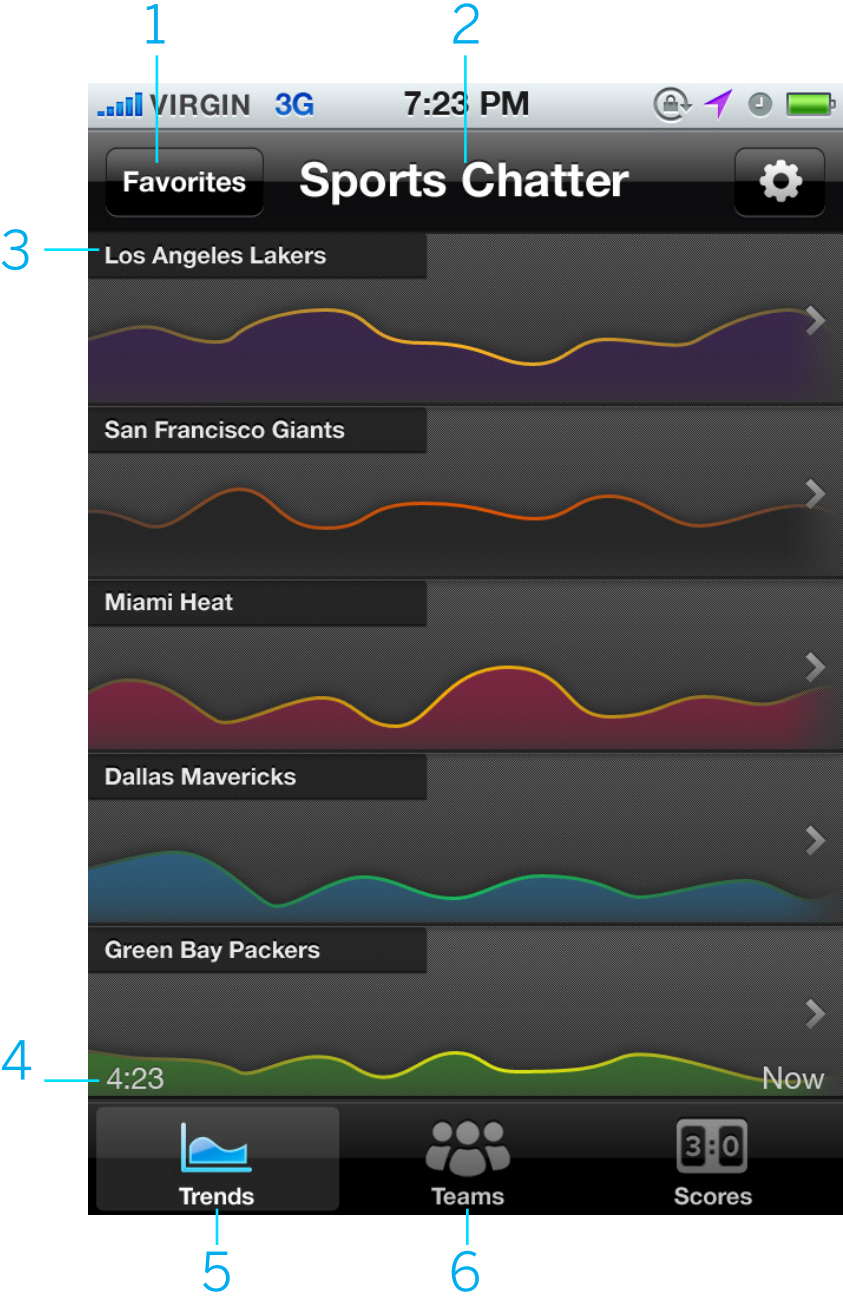 1 2
VIRGIN 3G 7:23 PM
Favorites Sports Chatter
3
Los Angeles Lakers
San Francisco Giants
Miami Heat
Dallas Mavericks
Green Bay Packers
4
4:23 Now
3:0
Trends Teams Scores
5 6